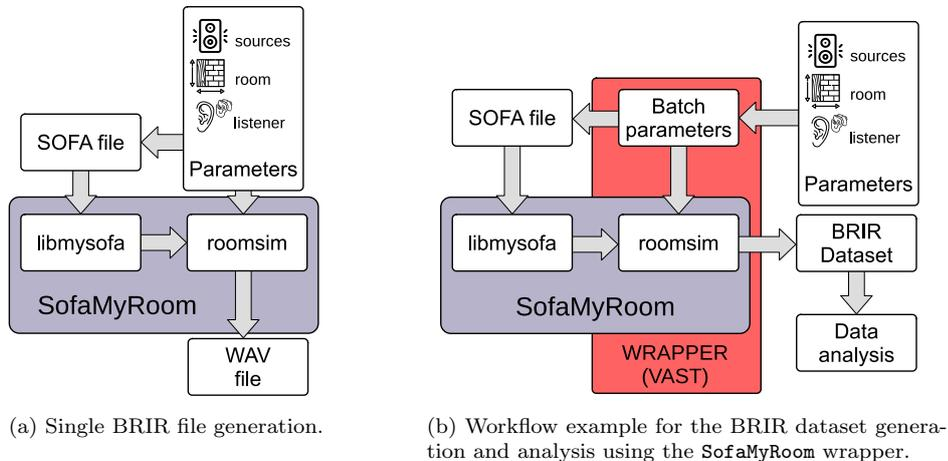 sources
room
listener
Parameters
SOFA file
libmysofa
roomsim
SofaMyRoom
WAV
file
(a) Single BRIR file generation.
sources
room
listener
Parameters
Batch
parameters
SOFA file
libmysofa
roomsim
SofaMyRoom
WRAPPER
(VAST)
BRIR
Dataset
Data
analysis
(b) Workflow example for the BRIR dataset genera-
tion and analysis using the SofaMyRoom wrapper.